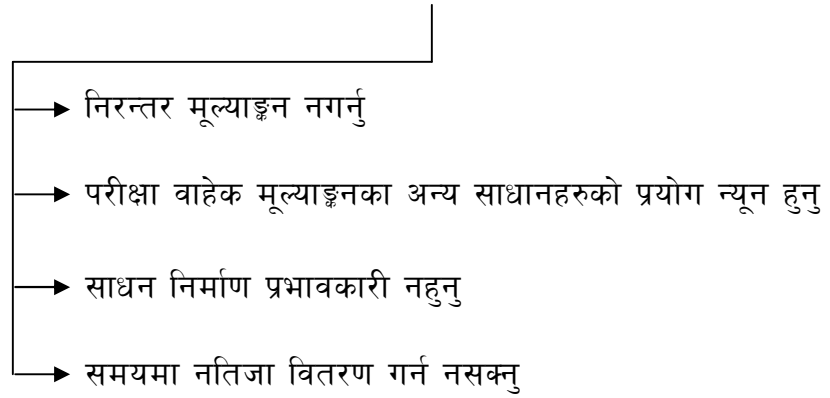 निरन्तर मूल्याङ्कन नगर्नु
परीक्षा वाहेक मूल्याङ्कनका अन्य साधानहरुको प्रयोग न्यून हुनु
साधन निर्माण प्रभावकारी नहुनु
समयमा नतिजा वितरण गर्न नसक्नु